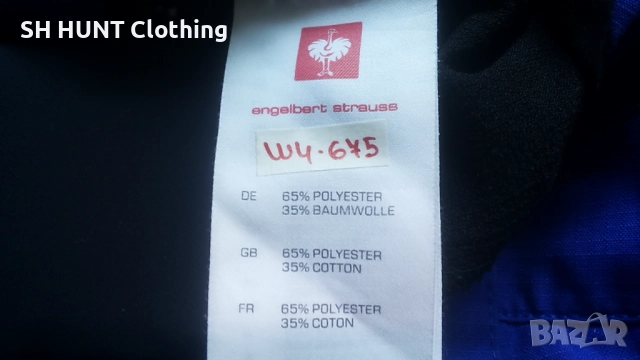 SH HUNT Clothing
engelbert strauss
W4-675
DE 65% POLYESTER
35% BAUMWOLLE
GB 65% POLYESTER
35% COTTON
FR 65% POLYESTER
35% COTON
BAZAR